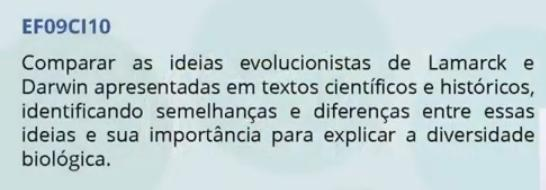 EF09CI10
Comparar as ideias evolucionistas de Lamarck e
Darwin apresentadas em textos científicos e históricos,
identificando semelhanças e diferenças entre essas
ideias e sua importância para explicar a diversidade
biológica.